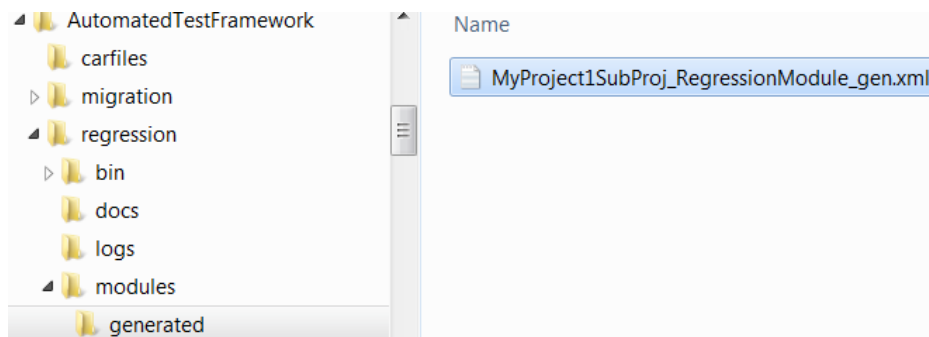 AutomatedTestFramework
carfiles
migration
regression
bin
docs
logs
modules
generated
Name
MyProject1SubProj_RegressionModule_gen.xml